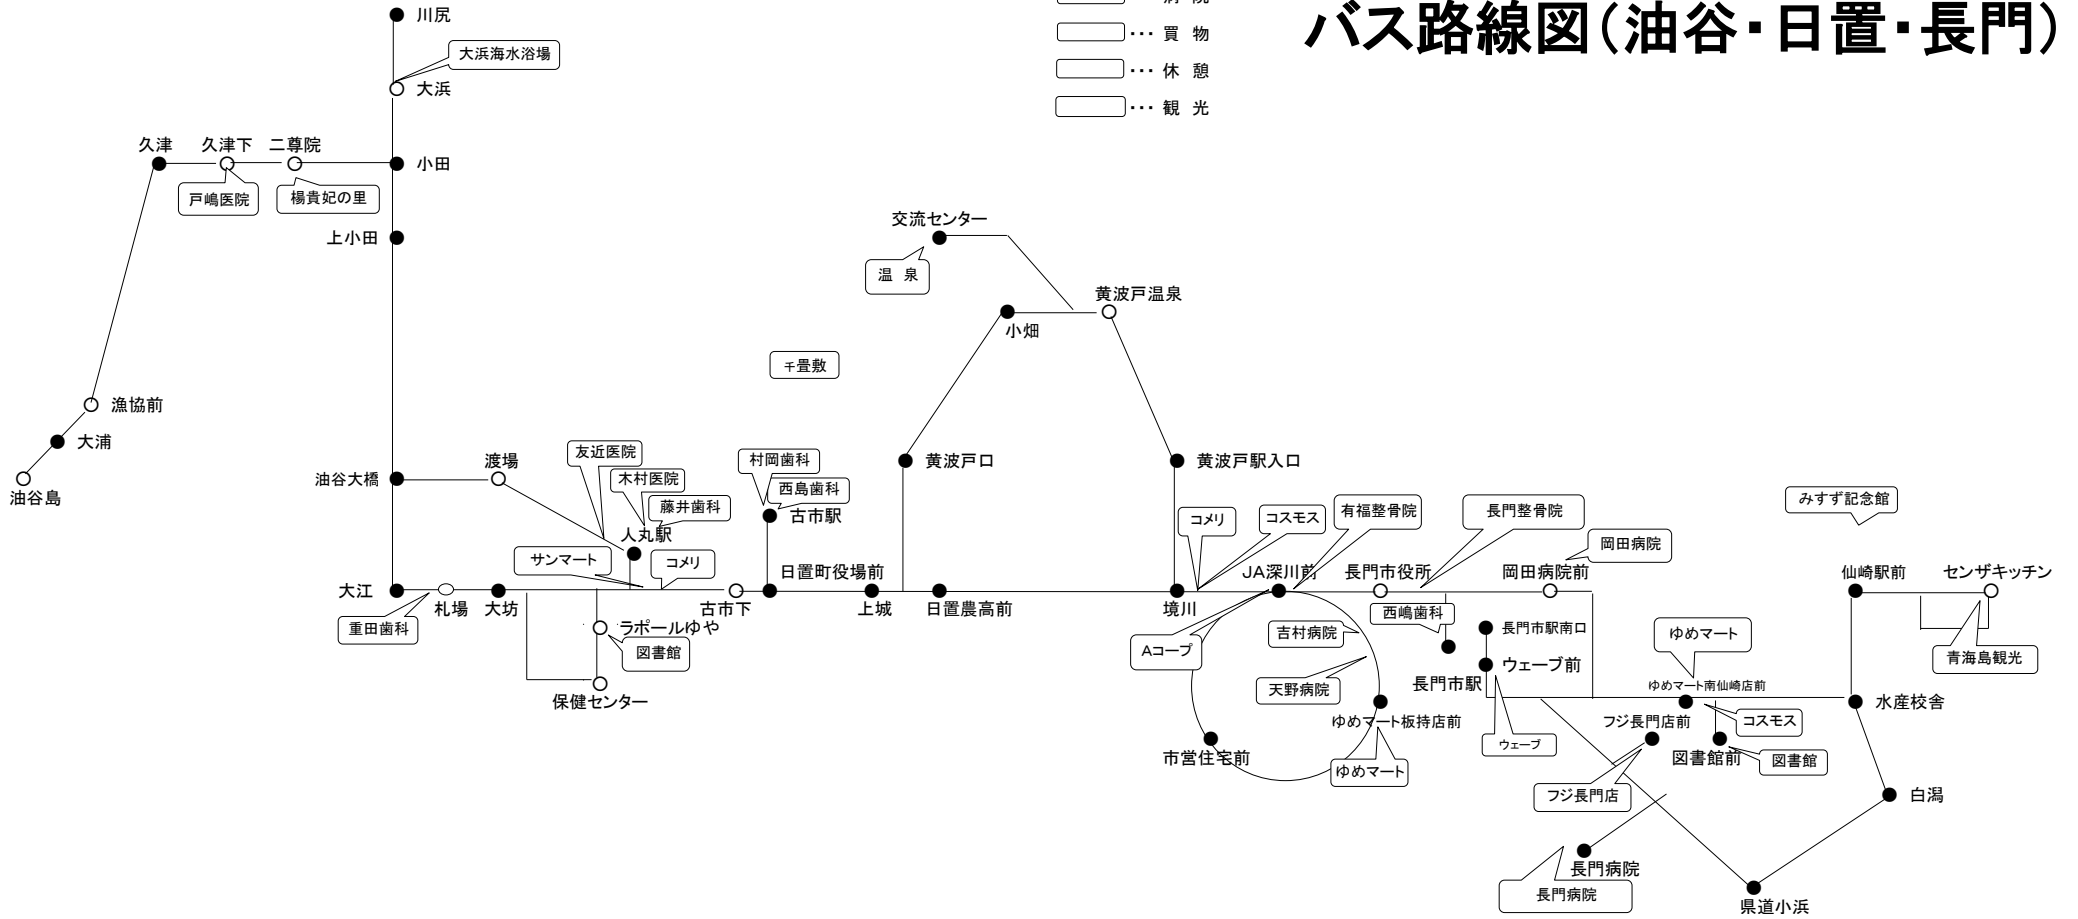 バス路線図（油谷・日置・長門）
・・・ 病 院
・・・ 買 物
・・・ 休 憩
・・・ 観 光
川尻
大浜海水浴場
大浜
久津
久津下
二尊院
小田
戸嶋医院
楊貴妃の里
上小田
交流センター
温 泉
黄波戸温泉
小畑
千畳敷
漁協前
大浦
油谷島
油谷大橋
渡場
友近医院
木村医院
藤井歯科
人丸駅
サンマート
コメリ
村岡歯科
西島歯科
古市駅
黄波戸口
黄波戸駅入口
コメリ
コスモス
有福整骨院
長門整骨院
岡田病院
みすず記念館
大江
札場
大坊
重田歯科
ラポールゆや
図書館
保健センター
古市下
日置町役場前
上城
日置農高前
境川
JA深川前
長門市役所
岡田病院前
仙崎駅前
センザキッチン
青海島観光
Aコープ
吉村病院
天野病院
西嶋歯科
長門市駅
長門市駅南口
ウェーブ前
ウェーブ
ゆめマート
ゆめマート南仙崎店前
コスモス
水産校舎
市営住宅前
ゆめマート板持店前
ゆめマート
フジ長門店前
フジ長門店
図書館前
図書館
白潟
長門病院
長門病院
県道小浜